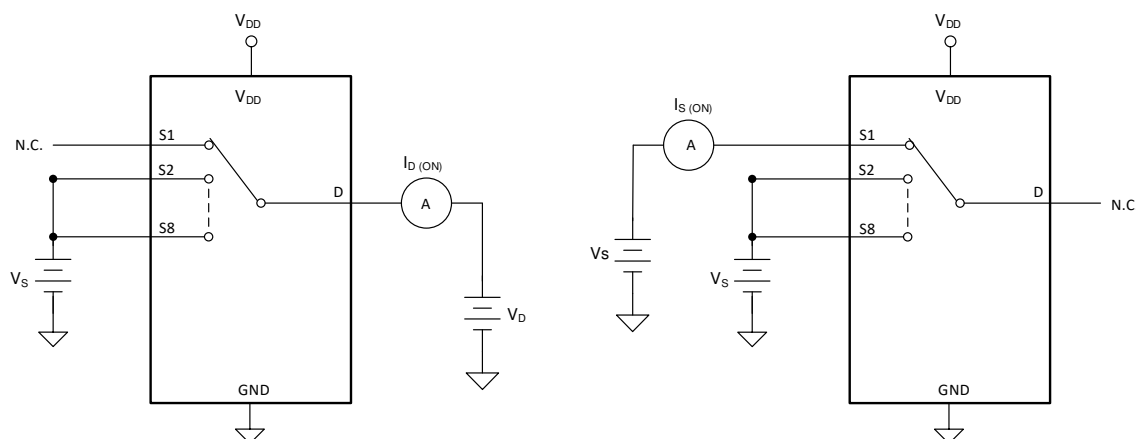 VDD
VDD
N.C.
S1
S2
S8
VS
D
ID (ON)
A
VD
GND
VDD
VDD
IS (ON)
A
S1
S2
S8
Vs
VS
D
N.C
GND